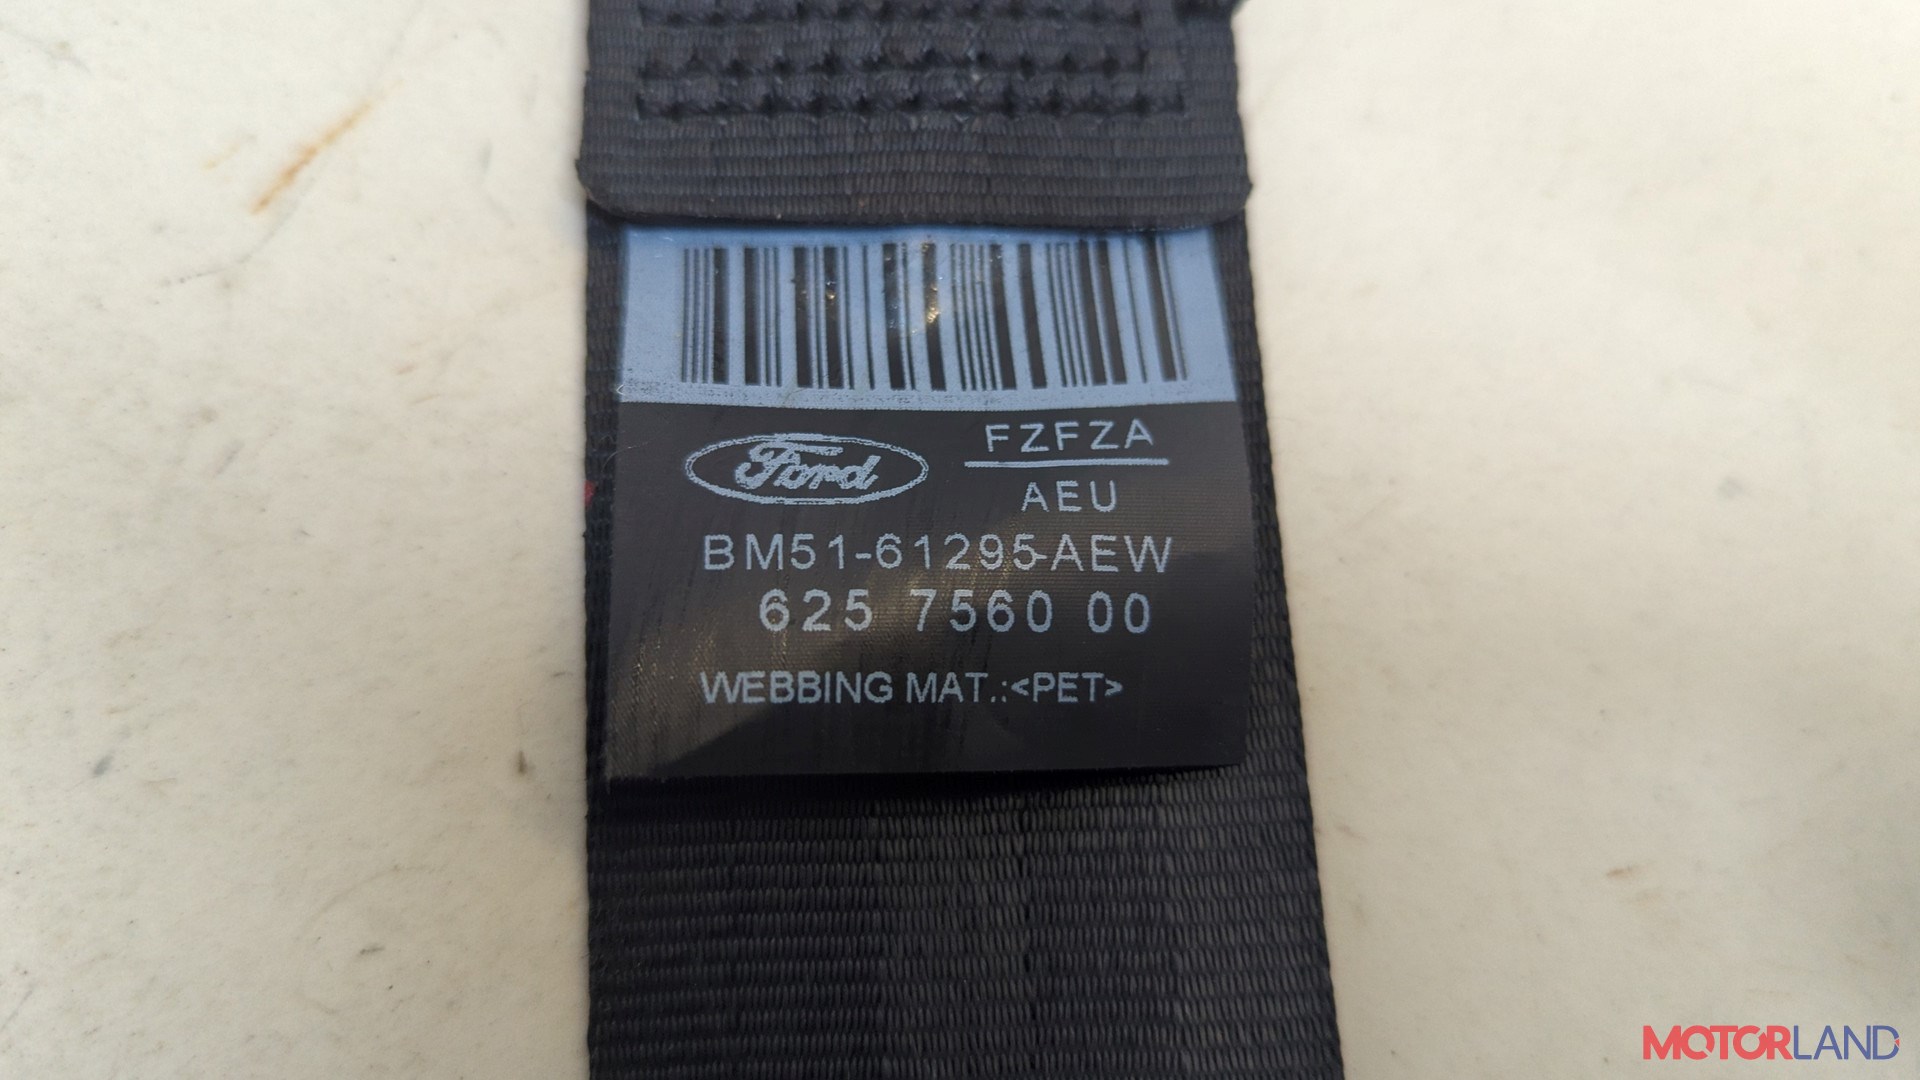 Ford
FZFZA
AEU
BM51-61295-AEW
625 7560 00
WEBBING MAT.:<PET>
MOTORLAND